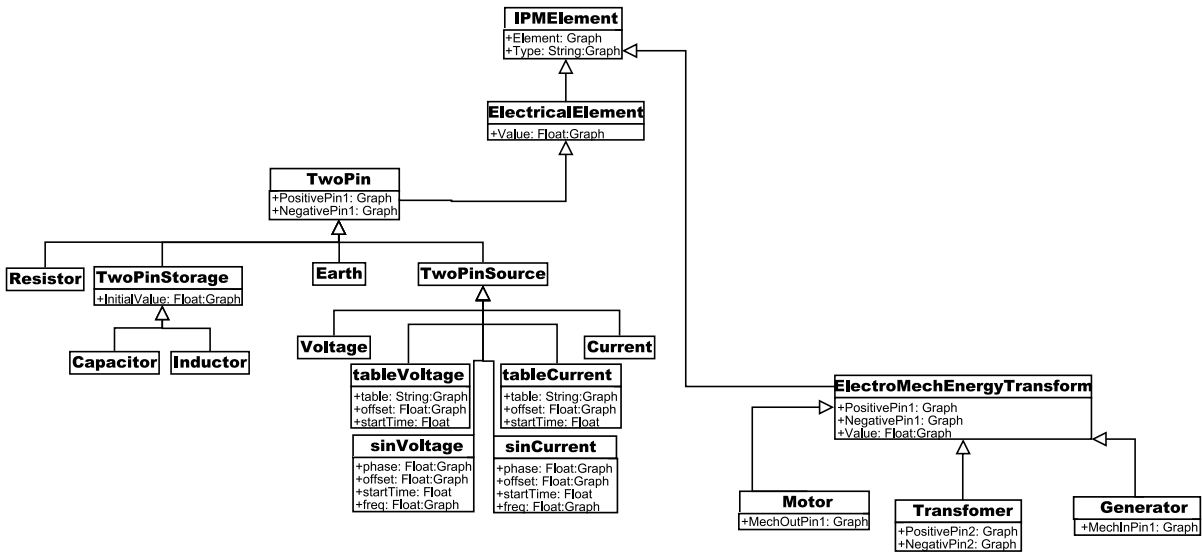 IPMElement
+Element: Graph
+Type: String:Graph
ElectricalElement
+Value: Float:Graph
TwoPin
+PositivePin1: Graph
+NegativePin1: Graph
Resistor
TwoPinStorage
+InitialValue: Float:Graph
Earth
TwoPinSource
Capacitor
Inductor
Voltage
Current
tableVoltage
+table: String:Graph
+offset: Float:Graph
+startTime: Float
tableCurrent
+table: String:Graph
+offset: Float:Graph
+startTime: Float
sinVoltage
+phase: Float:Graph
+offset: Float:Graph
+startTime: Float
+freq: Float:Graph
sinCurrent
+phase: Float:Graph
+offset: Float:Graph
+startTime: Float
+freq: Float:Graph
ElectroMechEnergyTransform
+PositivePin1: Graph
+NegativePin1: Graph
+Value: Float:Graph
Motor
+MechOutPin1: Graph
Transfomer
+PositivePin2: Graph
+NegativPin2: Graph
Generator
+MechInPin1: Graph